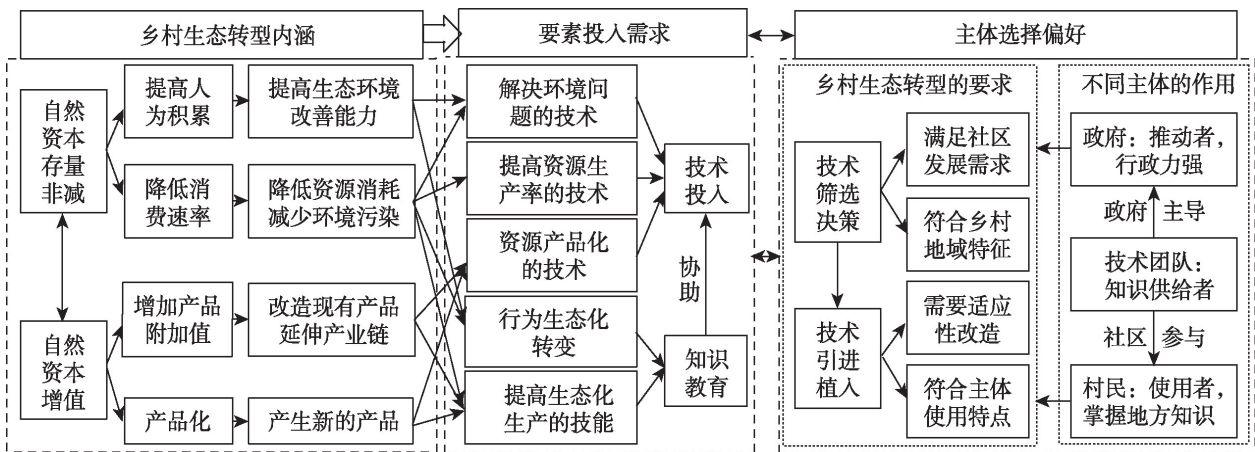 乡村生态转型内涵
要素投入需求
主体选择偏好
自然
资本
存量
非减
提高人
为积累
提高生态环境
改善能力
降低消
费速率
降低资源消耗
减少环境污染
自然
资本
增值
增加产品
附加值
改造现有产品
延伸产业链
产品化
产生新的产品
解决环境问
题的技术
提高资源生
产率的技术
资源产品化
的技术
行为生态化
转变
提高生态化
生产的技能
技术
投入
协
助
知识
教育
乡村生态转型的要求
技术
筛选
决策
满足社区
发展需求
符合乡村
地域特征
技术
引进
植入
需要适应
性改造
符合主体
使用特点
不同主体的作用
政府：推动者，
行政力强
政府 主导
技术团队：
知识供给者
社区 参与
村民：使用者，
掌握地方知识